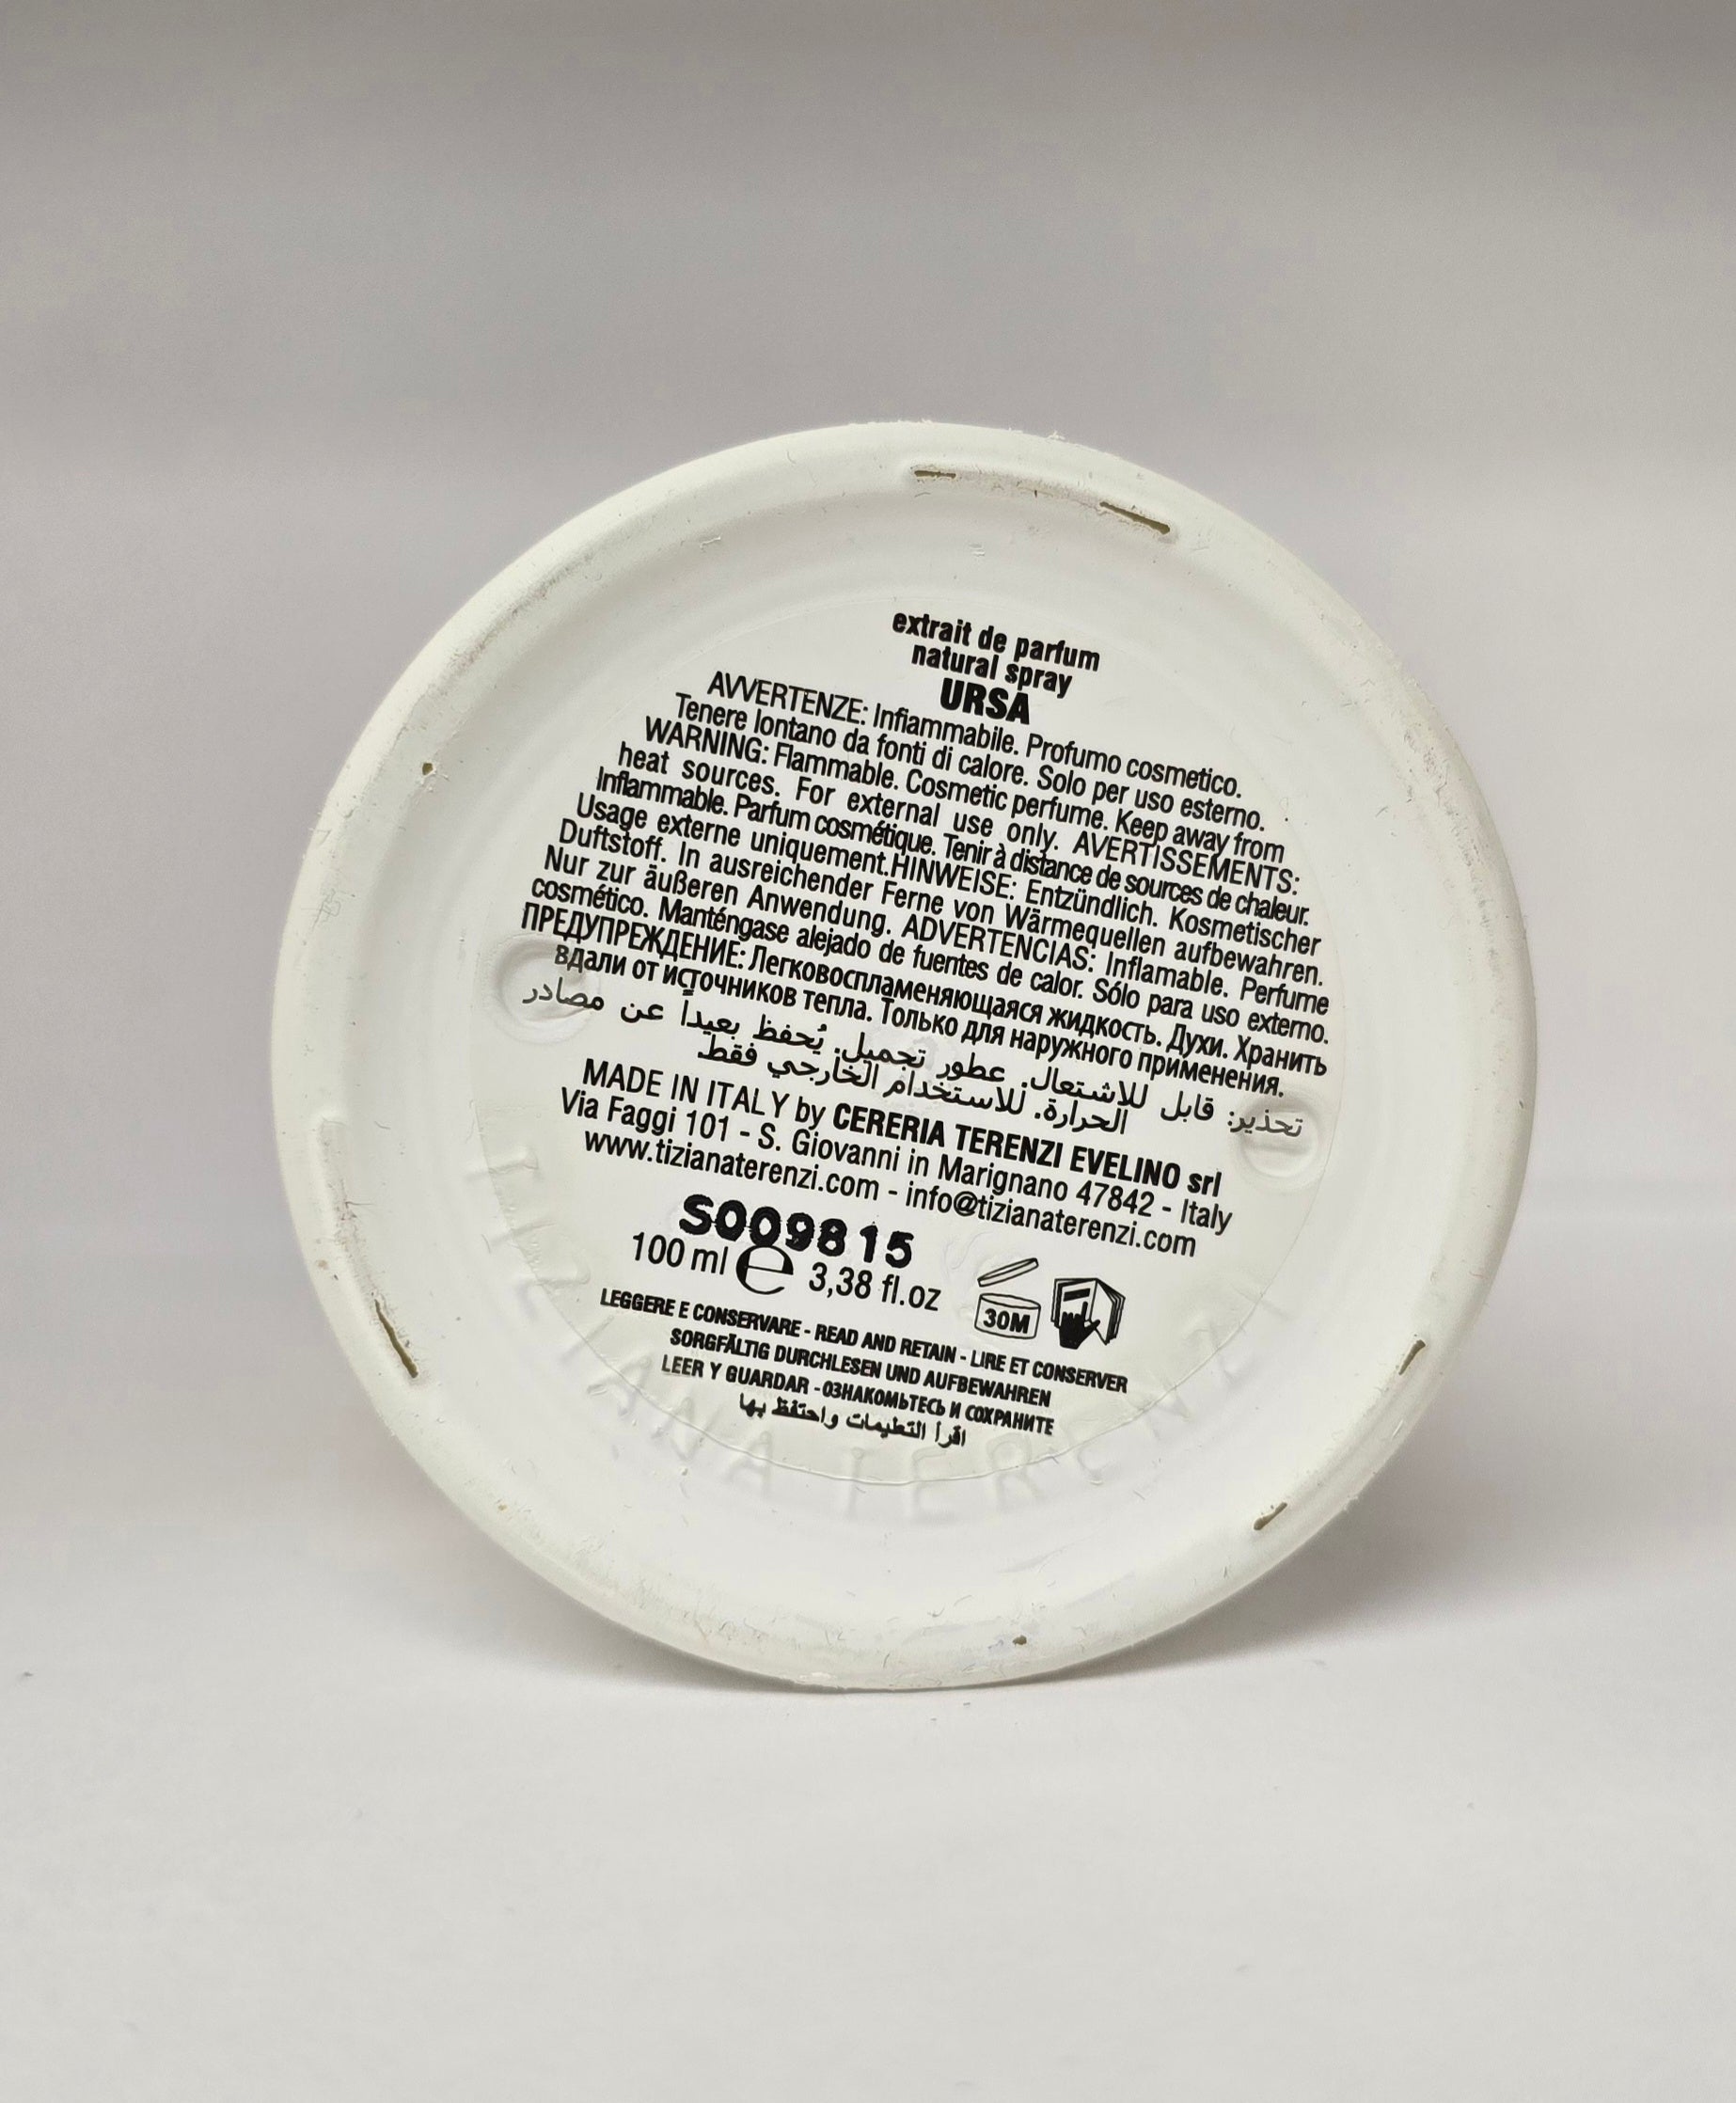 extrait de parfum
natural spray
URSA
AVVERTENZE: Infiammabile. Profumo cosmetico.
Tenere lontano da fonti di calore. Solo per uso esterno.
WARNING: Flammable. Cosmetic perfume. Keep away from
heat sources. For external use only. AVERTISSEMENTS:
Inflammable. Parfum cosmétique. Tenir à distance de sources de chaleur.
Usage externe uniquement.HINWEISE: Entzündlich. Kosmetischer
Duftstoff. In ausreichender Ferne von Wärmequellen aufbewahren.
Nur zur äußeren Anwendung. ADVERTENCIAS: Inflamable. Perfume
cosmético. Manténgase alejado de fuentes de calor. Sólo para uso externo.
ПРЕДУПРЕЖДЕНИЕ: Легковоспламеняющаяся жидкость. Духи. Хранить
вдали от источников тепла. Только для наружного применения.
تحذير: قابل للاشتعال. عطور تجميل. يُحفظ بعيداً عن مصادر
الحرارة. للاستخدام الخارجي فقط.
MADE IN ITALY by CERERIA TERENZI EVELINO srl
Via Faggi 101 - S. Giovanni in Marignano 47842 - Italy
www.tizianaterenzi.com - info@tizianaterenzi.com
S009815
100 ml e 3,38 fl.oz
30M
LEGGERE E CONSERVARE - READ AND RETAIN - LIRE ET CONSERVER
SORGFÄLTIG DURCHLESEN UND AUFBEWAHREN
LEER Y GUARDAR - ОЗНАКОМЬТЕСЬ И СОХРАНИТЕ
اقرأ التعليمات واحتفظ بها
TIZIANA TERENZI